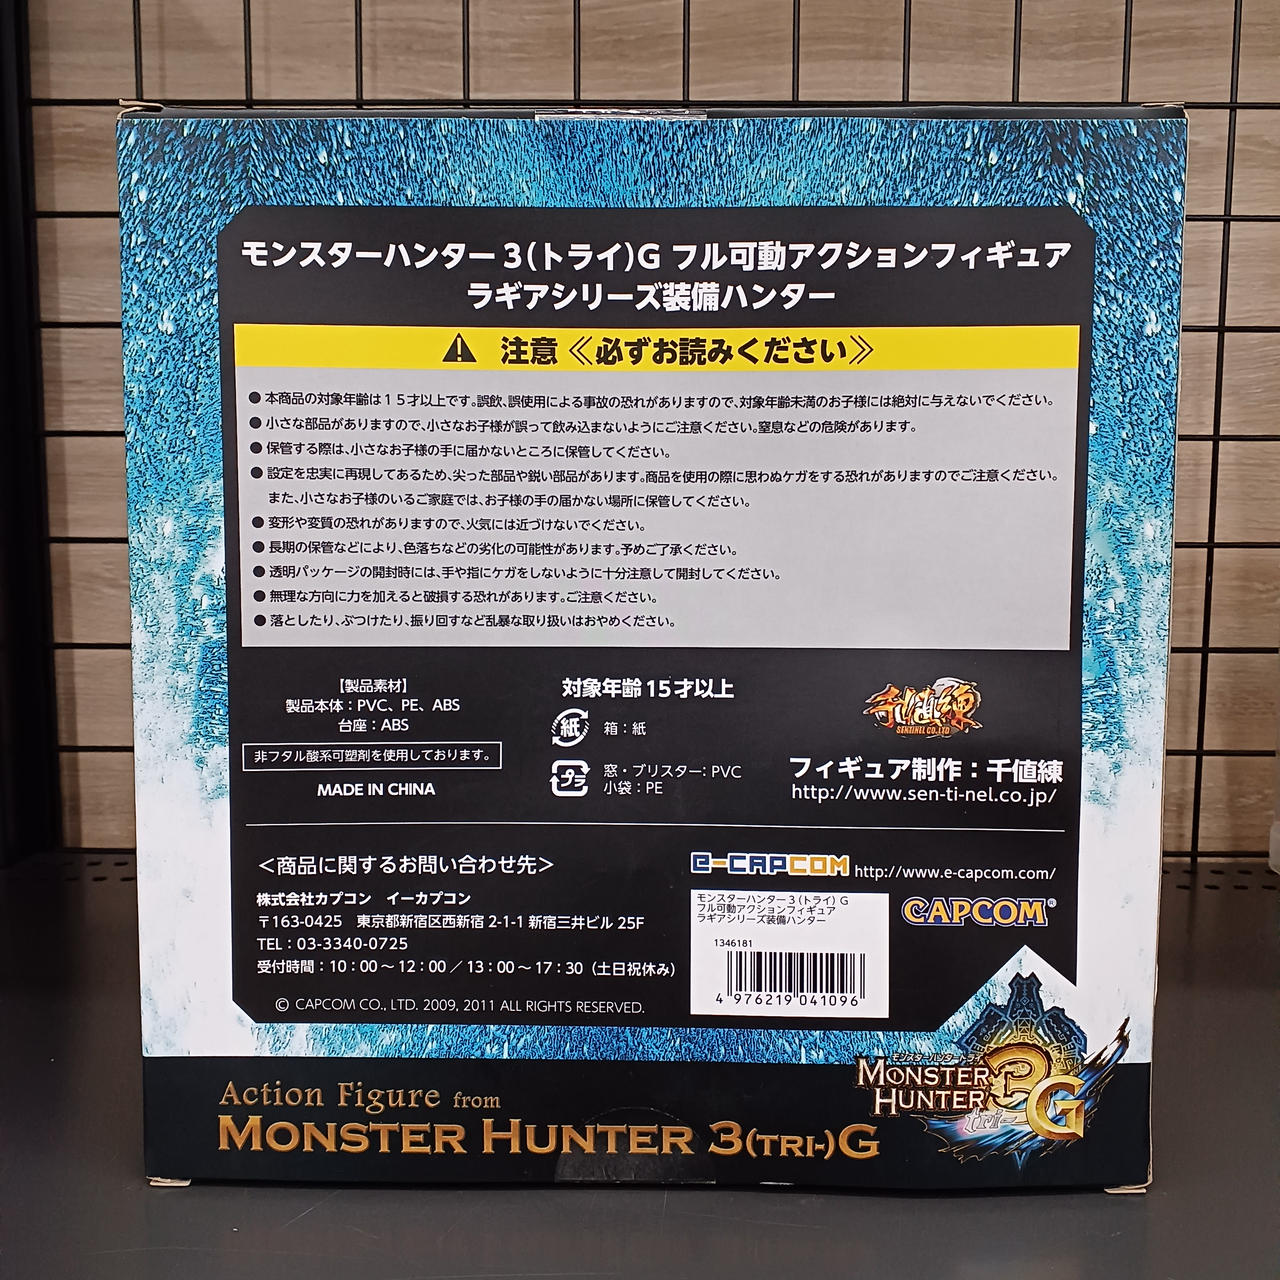 モンスターハンター３(トライ)G フル可動アクションフィギュア
ラギアシリーズ装備ハンター
注意 ≪必ずお読みください≫
● 本商品の対象年齢は１５才以上です。誤飲、誤使用による事故の恐れがありますので、対象年齢未満のお子様には絶対に与えないでください。
● 小さな部品がありますので、小さなお子様が誤って飲み込まないようにご注意ください。窒息などの危険があります。
● 保管する際は、小さなお子様の手に届かないところに保管してください。
● 設定を忠実に再現してあるため、尖った部品や鋭い部品があります。商品を使用の際に思わぬケガをする恐れがありますのでご注意ください。
また、小さなお子様のいるご家庭では、お子様の手の届かない場所に保管してください。
● 変形や変質の恐れがありますので、火気には近づけないでください。
● 長期の保管などにより、色落ちなどの劣化の可能性があります。予めご了承ください。
● 透明パッケージの開封時には、手や指にケガをしないように十分注意して開封してください。
● 無理な方向に力を加えると破損する恐れがあります。ご注意ください。
● 落としたり、ぶつけたり、振り回すなど乱暴な取り扱いはおやめください。
【製品素材】
製品本体：PVC、PE、ABS
台座：ABS
非フタル酸系可塑剤を使用しております。
MADE IN CHINA
対象年齢15才以上
紙 箱：紙
プラ 窓・ブリスター：PVC
小袋：PE
千値練
SENTINEL CO.,LTD
フィギュア制作：千値練
http://www.sen-ti-nel.co.jp/
＜商品に関するお問い合わせ先＞
株式会社カプコン イーカプコン
〒163-0425 東京都新宿区西新宿 2-1-1 新宿三井ビル 25F
TEL：03-3340-0725
受付時間：10：00～12：00／13：00～17：30（土日祝休み）
© CAPCOM CO., LTD. 2009, 2011 ALL RIGHTS RESERVED.
e-CAPCOM http://www.e-capcom.com/
モンスターハンター３(トライ) G
フル可動アクションフィギュア
ラギアシリーズ装備ハンター
1346181
4 976219 041096
CAPCOM®
モンスターハンタートライ
MONSTER HUNTER 3G
Action Figure from
MONSTER HUNTER 3(TRI-)G